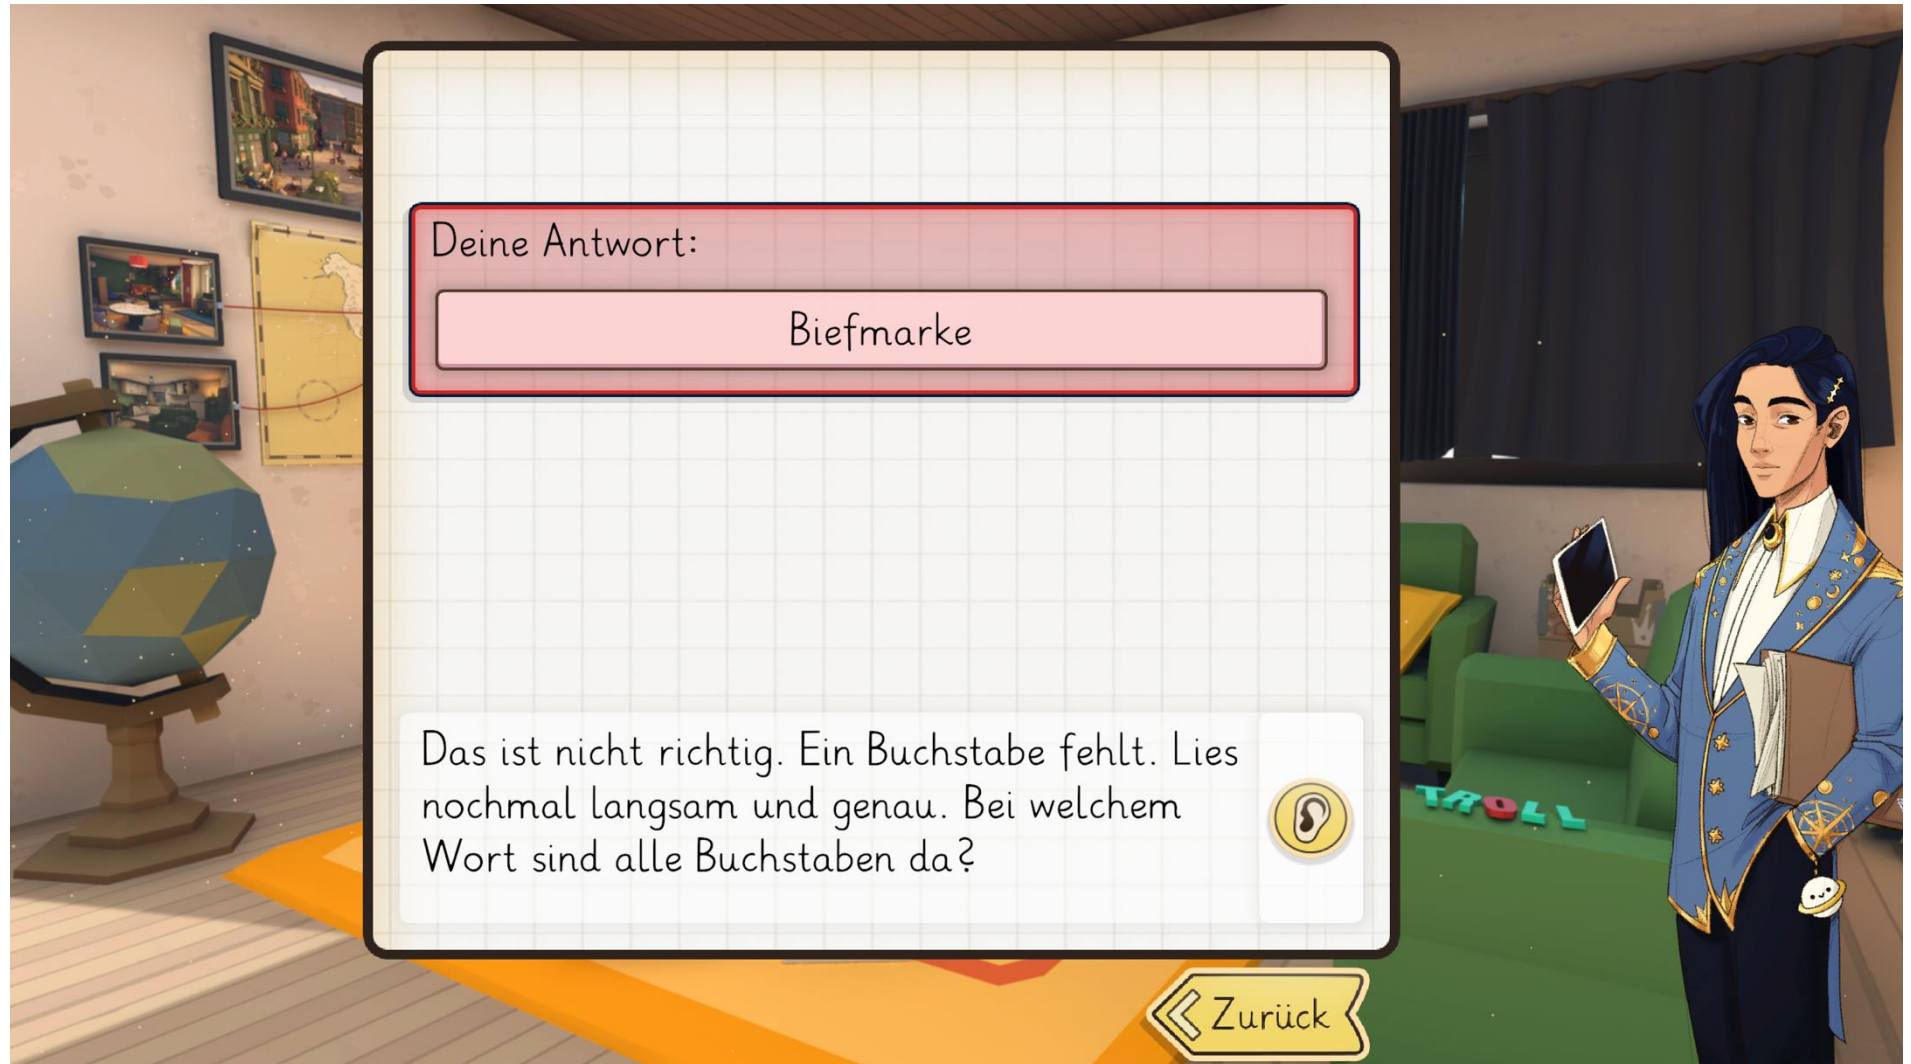 Deine Antwort:
Biefmarke
Das ist nicht richtig. Ein Buchstabe fehlt. Lies
nochmal langsam und genau. Bei welchem
Wort sind alle Buchstaben da?
TROLL
Zurück